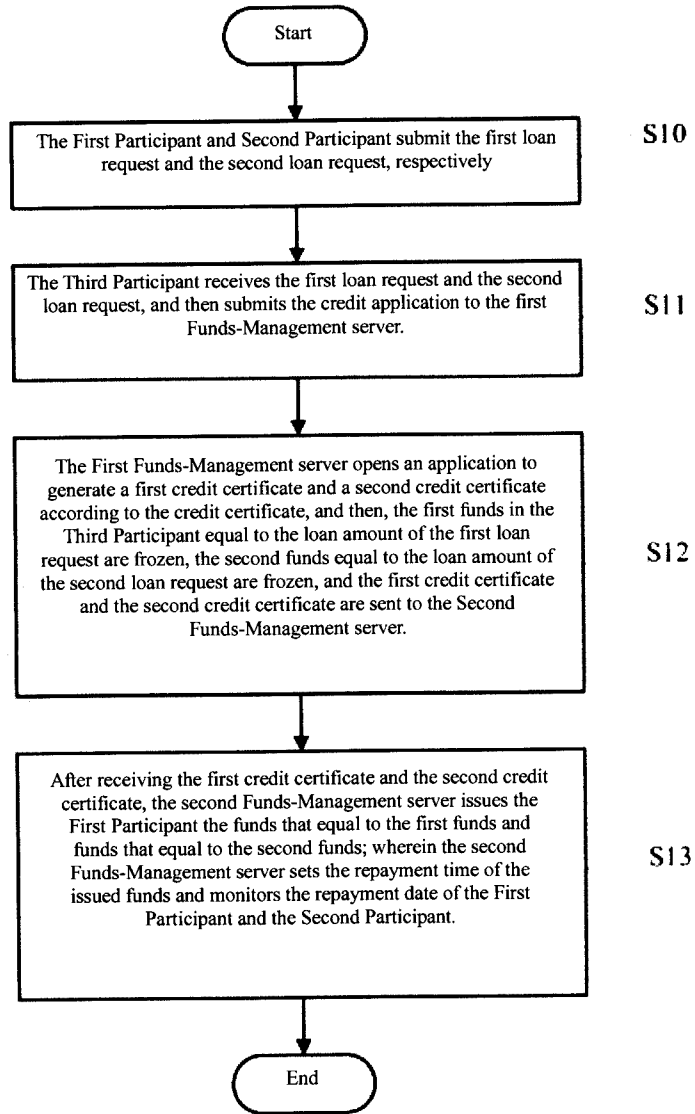 Start
The First Participant and Second Participant submit the first loan
request and the second loan request, respectively
S10
The Third Participant receives the first loan request and the second
loan request, and then submits the credit application to the first
Funds-Management server.
S11
The First Funds-Management server opens an application to
generate a first credit certificate and a second credit certificate
according to the credit certificate, and then, the first funds in the
Third Participant equal to the loan amount of the first loan
request are frozen, the second funds equal to the loan amount of
the second loan request are frozen, and the first credit certificate
and the second credit certificate are sent to the Second
Funds-Management server.
S12
After receiving the first credit certificate and the second credit
certificate, the second Funds-Management server issues the
First Participant the funds that equal to the first funds and
funds that equal to the second funds; wherein the second
Funds-Management server sets the repayment time of the
issued funds and monitors the repayment date of the First
Participant and the Second Participant.
S13
End